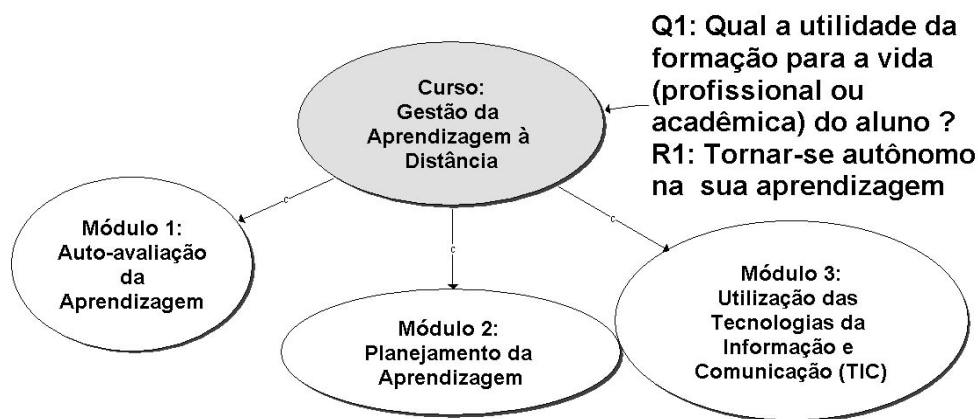 Q1: Qual a utilidade da
formação para a vida
(profissional ou
acadêmica) do aluno ?
R1: Tornar-se autônomo
na sua aprendizagem
Curso:
Gestão da
Aprendizagem à
Distância
c
c
c
Módulo 1:
Auto-avaliação
da
Aprendizagem
Módulo 2:
Planejamento da
Aprendizagem
Módulo 3:
Utilização das
Tecnologias da
Informação e
Comunicação (TIC)